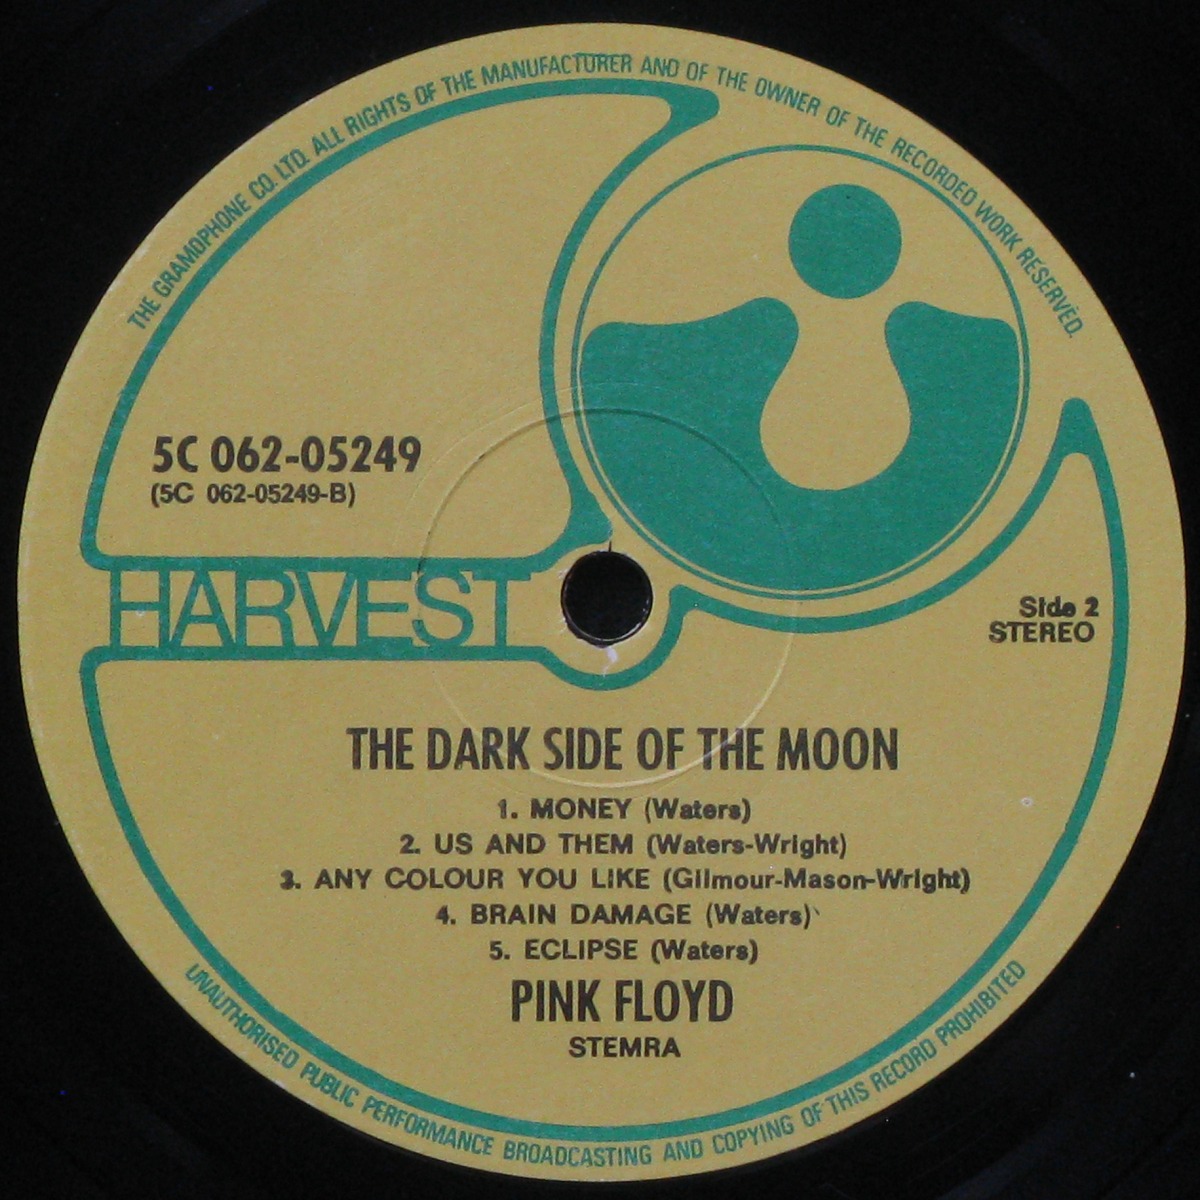 THE GRAMOPHONE CO. LTD. ALL RIGHTS OF THE MANUFACTURER AND OF THE OWNER OF THE RECORDED WORK RESERVED.
5C 062-05249
(5C 062-05249-B)
HARVEST
Side 2
STEREO
THE DARK SIDE OF THE MOON
1. MONEY (Waters)
2. US AND THEM (Waters-Wright)
3. ANY COLOUR YOU LIKE (Gilmour-Mason-Wright)
4. BRAIN DAMAGE (Waters)
5. ECLIPSE (Waters)
PINK FLOYD
STEMRA
UNAUTHORISED PUBLIC PERFORMANCE BROADCASTING AND COPYING OF THIS RECORD PROHIBITED